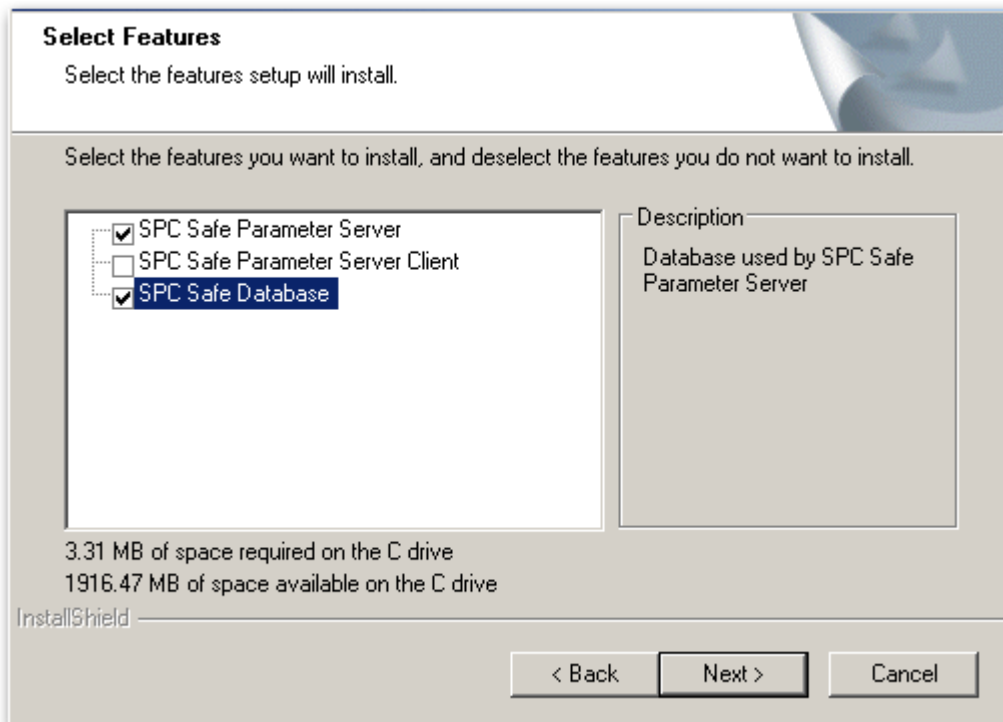 Select Features
Select the features setup will install.
Select the features you want to install, and deselect the features you do not want to install.
SPC Safe Parameter Server
SPC Safe Parameter Server Client
SPC Safe Database
Description
Database used by SPC Safe
Parameter Server
3.31 MB of space required on the C drive
1916.47 MB of space available on the C drive
InstallShield
< Back
Next >
Cancel